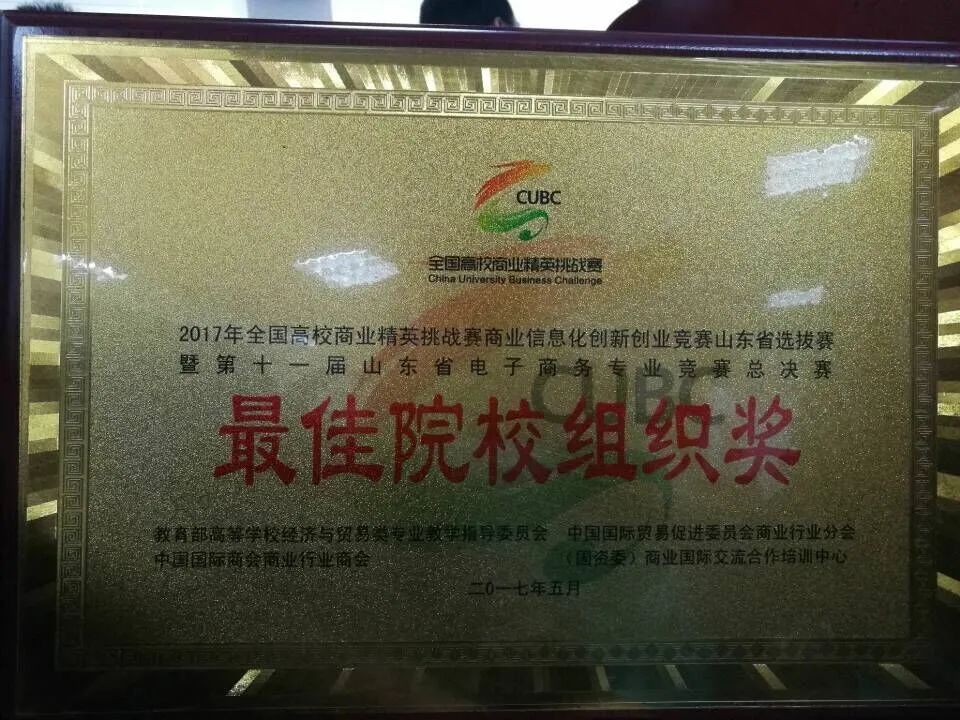 CUBC
全国高校商业精英挑战赛
China University Business Challenge
2017年全国高校商业精英挑战赛商业信息化创新创业竞赛山东省选拔赛
暨第十一届山东省电子商务专业竞赛总决赛
CUBC
最佳院校组织奖
教育部高等学校经济与贸易类专业教学指导委员会 中国国际贸易促进委员会商业行业分会
中国国际商会商业行业商会 （国资委）商业国际交流合作培训中心
二〇一七年五月